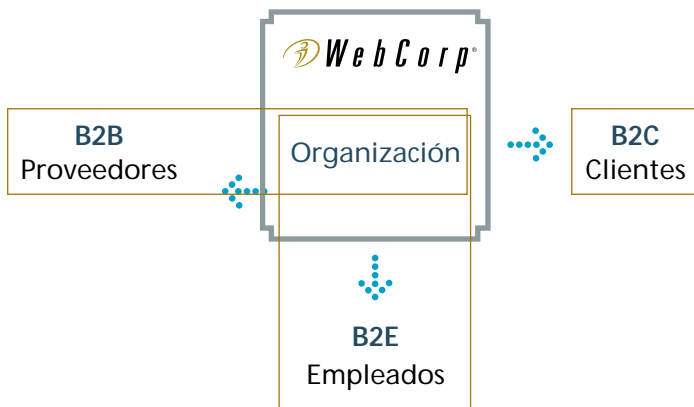 WebCorp®
B2B
Proveedores
Organización
B2C
Clientes
B2E
Empleados